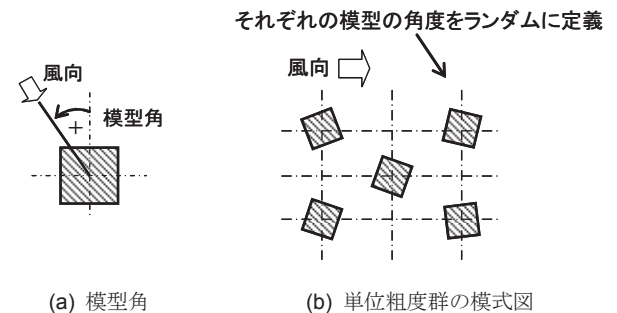 それぞれの模型の角度をランダムに定義
風向
模型角
+
風向
(a) 模型角
(b) 単位粗度群の模式図